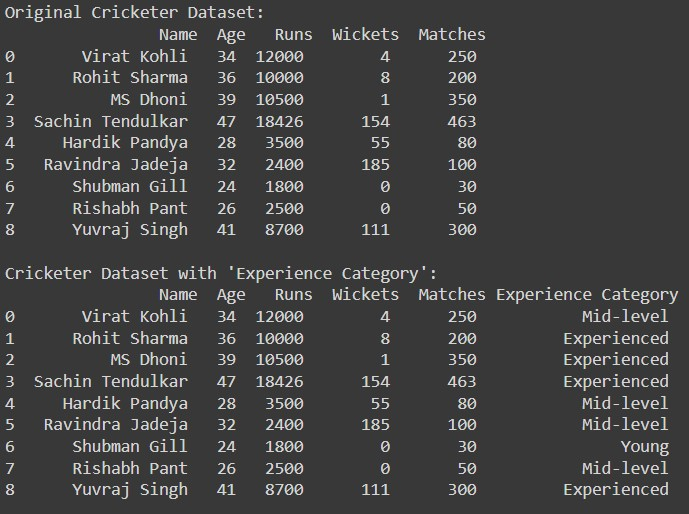 Original Cricketer Dataset:
Name Age Runs Wickets Matches
0 Virat Kohli 34 12000 4 250
1 Rohit Sharma 36 10000 8 200
2 MS Dhoni 39 10500 1 350
3 Sachin Tendulkar 47 18426 154 463
4 Hardik Pandya 28 3500 55 80
5 Ravindra Jadeja 32 2400 185 100
6 Shubman Gill 24 1800 0 30
7 Rishabh Pant 26 2500 0 50
8 Yuvraj Singh 41 8700 111 300
Cricketer Dataset with 'Experience Category':
Name Age Runs Wickets Matches Experience Category
0 Virat Kohli 34 12000 4 250 Mid-level
1 Rohit Sharma 36 10000 8 200 Experienced
2 MS Dhoni 39 10500 1 350 Experienced
3 Sachin Tendulkar 47 18426 154 463 Experienced
4 Hardik Pandya 28 3500 55 80 Mid-level
5 Ravindra Jadeja 32 2400 185 100 Mid-level
6 Shubman Gill 24 1800 0 30 Young
7 Rishabh Pant 26 2500 0 50 Mid-level
8 Yuvraj Singh 41 8700 111 300 Experienced